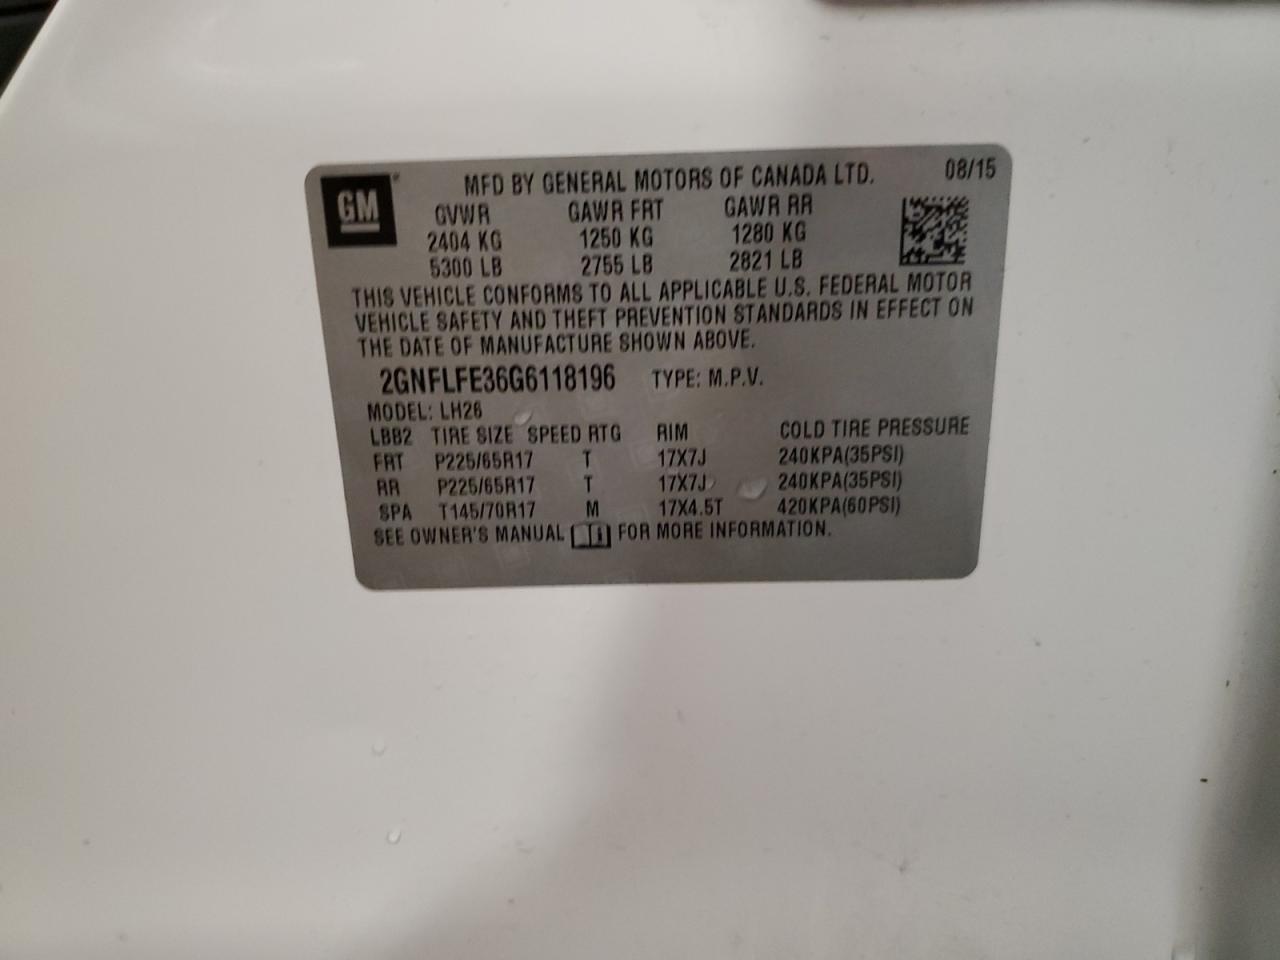 GM
MFD BY GENERAL MOTORS OF CANADA LTD. 08/15
GVWR GAWR FRT GAWR RR
2404 KG 1250 KG 1280 KG
5300 LB 2755 LB 2821 LB
THIS VEHICLE CONFORMS TO ALL APPLICABLE U.S. FEDERAL MOTOR
VEHICLE SAFETY AND THEFT PREVENTION STANDARDS IN EFFECT ON
THE DATE OF MANUFACTURE SHOWN ABOVE.
2GNFLFE36G6118196 TYPE: M.P.V.
MODEL: LH26
LBB2 TIRE SIZE SPEED RTG RIM COLD TIRE PRESSURE
FRT P225/65R17 T 17X7J 240KPA(35PSI)
RR P225/65R17 T 17X7J 240KPA(35PSI)
SPA T145/70R17 M 17X4.5T 420KPA(60PSI)
SEE OWNER'S MANUAL FOR MORE INFORMATION.